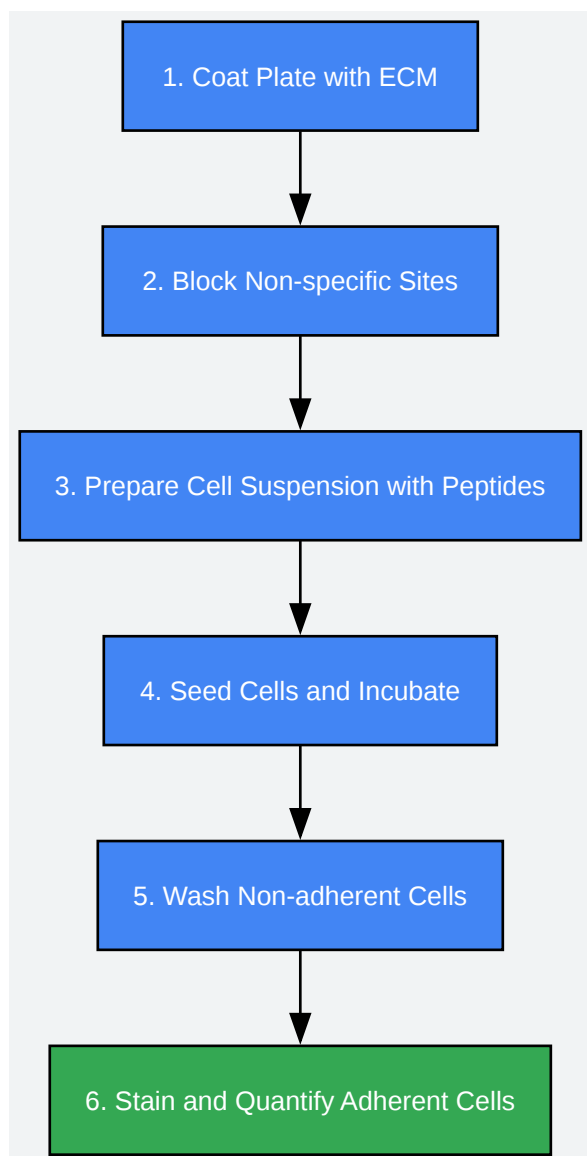 1. Coat Plate with ECM
2. Block Non-specific Sites
3. Prepare Cell Suspension with Peptides
4. Seed Cells and Incubate
5. Wash Non-adherent Cells
6. Stain and Quantify Adherent Cells